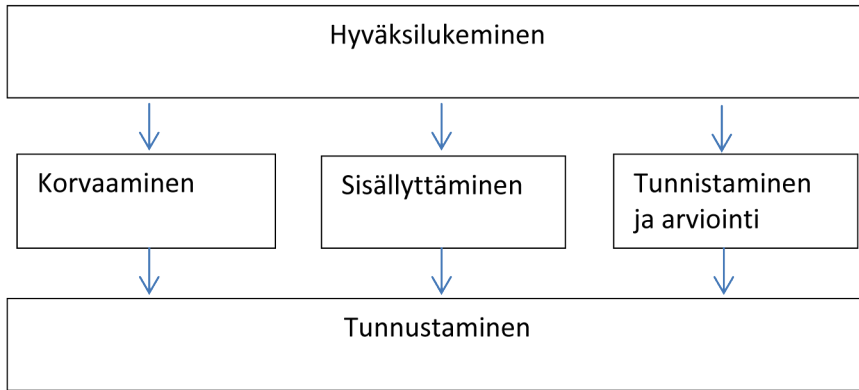 Hyväksilukeminen
Korvaaminen
Sisällyttäminen
Tunnistaminen
ja arviointi
Tunnustaminen